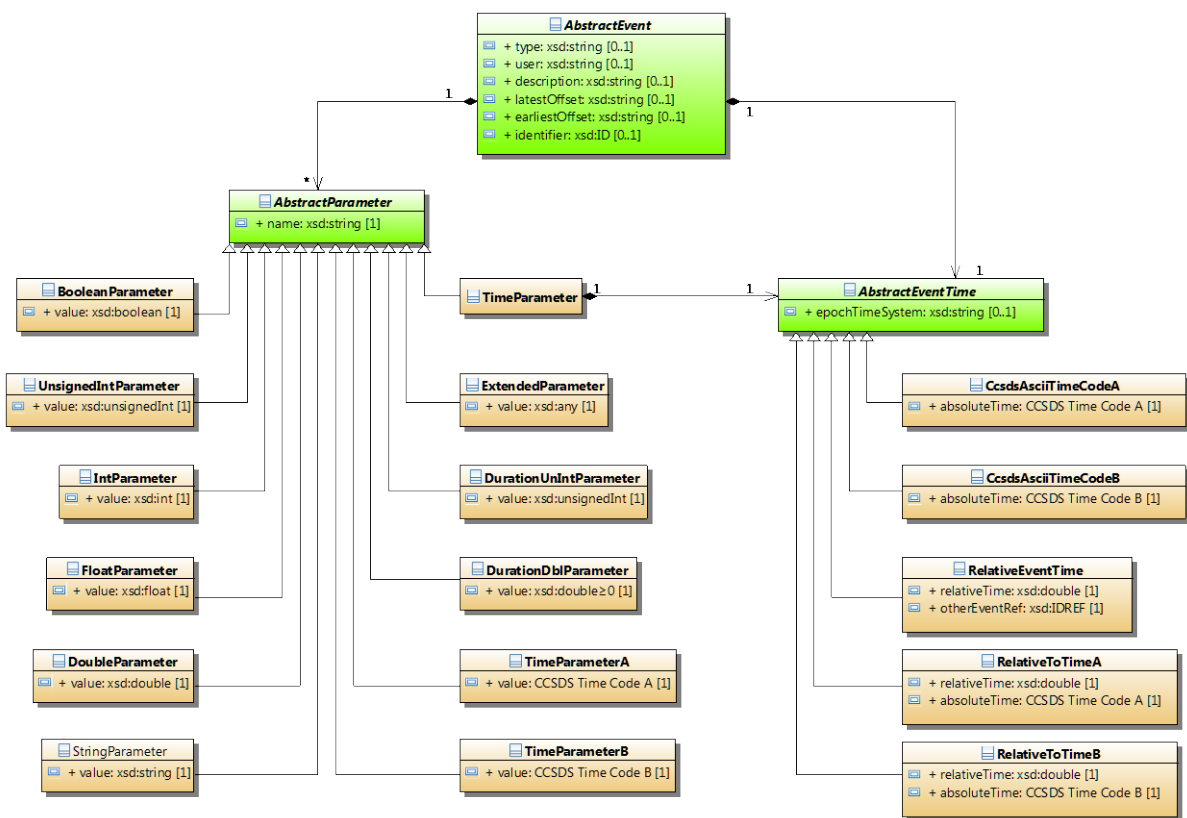 AbstractEvent
+ type: xsd:string [0..1]
+ user: xsd:string [0..1]
+ description: xsd:string [0..1]
+ latestOffset: xsd:string [0..1]
+ earliestOffset: xsd:string [0..1]
+ identifier: xsd:ID [0..1]
1
1
*
AbstractParameter
+ name: xsd:string [1]
1
BooleanParameter
+ value: xsd:boolean [1]
TimeParameter
1
1
AbstractEventTime
+ epochTimeSystem: xsd:string [0..1]
UnsignedIntParameter
+ value: xsd:unsignedInt [1]
ExtendedParameter
+ value: xsd:any [1]
CcsdsAsciiTimeCodeA
+ absoluteTime: CCSDS Time Code A [1]
IntParameter
+ value: xsd:int [1]
DurationUnIntParameter
+ value: xsd:unsignedInt [1]
CcsdsAsciiTimeCodeB
+ absoluteTime: CCSDS Time Code B [1]
FloatParameter
+ value: xsd:float [1]
DurationDblParameter
+ value: xsd:double≥0 [1]
RelativeEventTime
+ relativeTime: xsd:double [1]
+ otherEventRef: xsd:IDREF [1]
DoubleParameter
+ value: xsd:double [1]
TimeParameterA
+ value: CCSDS Time Code A [1]
RelativeToTimeA
+ relativeTime: xsd:double [1]
+ absoluteTime: CCSDS Time Code A [1]
StringParameter
+ value: xsd:string [1]
TimeParameterB
+ value: CCSDS Time Code B [1]
RelativeToTimeB
+ relativeTime: xsd:double [1]
+ absoluteTime: CCSDS Time Code B [1]